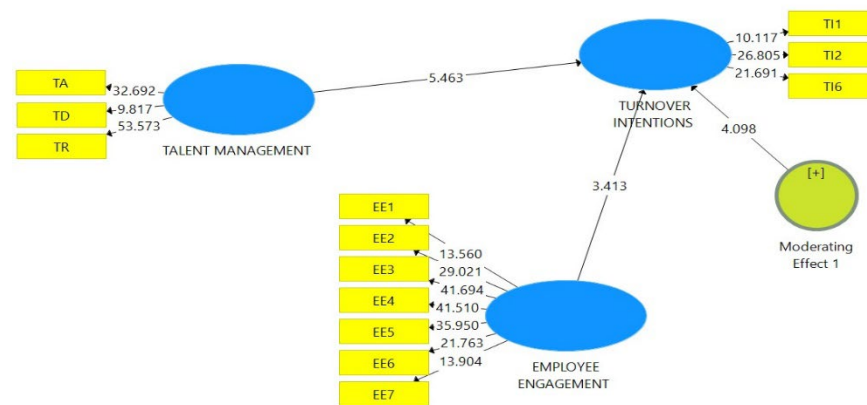 TA
TD
TR
32.692
9.817
53.573
TALENT MANAGEMENT
5.463
TURNOVER
INTENTIONS
10.117
26.805
21.691
TI1
TI2
TI6
4.098
[+]
Moderating
Effect 1
3.413
EE1
EE2
EE3
EE4
EE5
EE6
EE7
13.560
29.021
41.694
41.510
35.950
21.763
13.904
EMPLOYEE
ENGAGEMENT